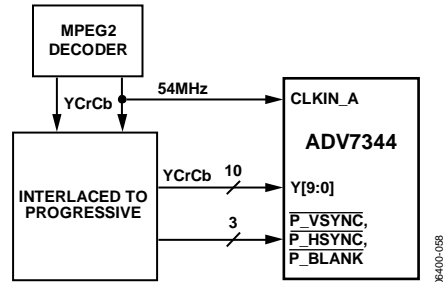 MPEG2
DECODER
YCrCb
54MHz
CLKIN_A
ADV7344
INTERLACED TO
PROGRESSIVE
YCrCb
10
Y[9:0]
3
P_VSYNC,
P_HSYNC,
P_BLANK
06400-058